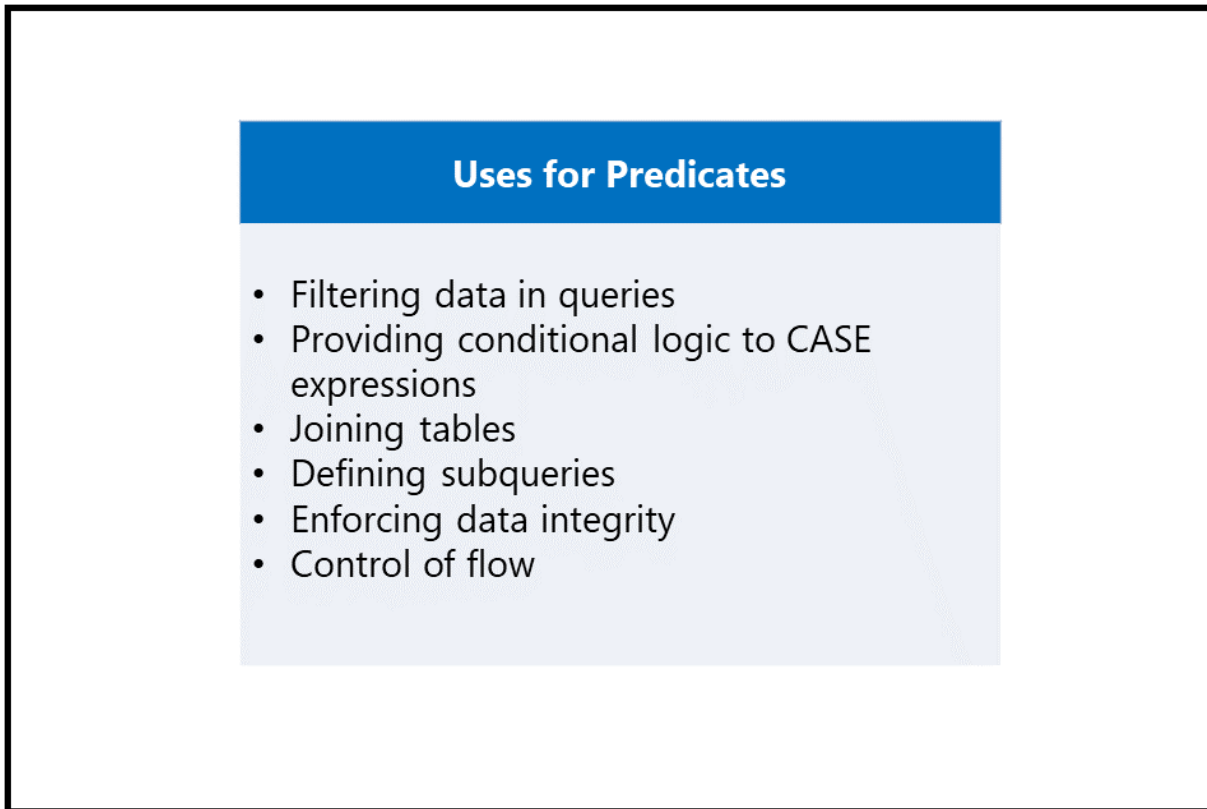 Uses for Predicates
• Filtering data in queries
• Providing conditional logic to CASE
expressions
• Joining tables
• Defining subqueries
• Enforcing data integrity
• Control of flow